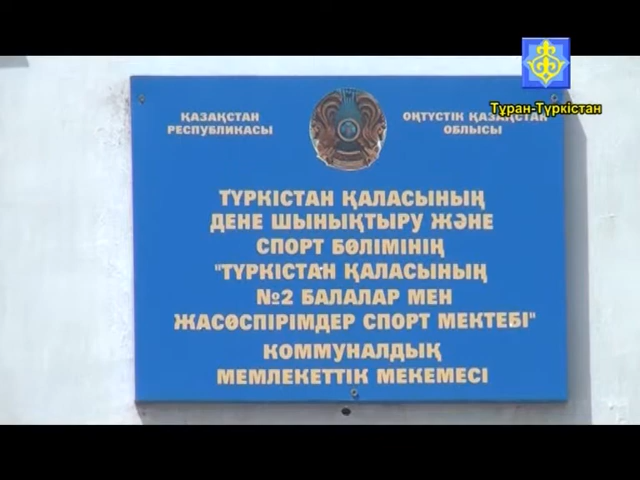 Тұран-Түркістан
ҚАЗАҚСТАН
РЕСПУБЛИКАСЫ
ОҢТҮСТІК ҚАЗАҚСТАН
ОБЛЫСЫ
ТҮРКІСТАН ҚАЛАСЫНЫҢ
ДЕНЕ ШЫНЫҚТЫРУ ЖӘНЕ
СПОРТ БӨЛІМІНІҢ
"ТҮРКІСТАН ҚАЛАСЫНЫҢ
№2 БАЛАЛАР МЕН
ЖАСӨСПІРІМДЕР СПОРТ МЕКТЕБІ"
КОММУНАЛДЫҚ
МЕМЛЕКЕТТІК МЕКЕМЕСІ